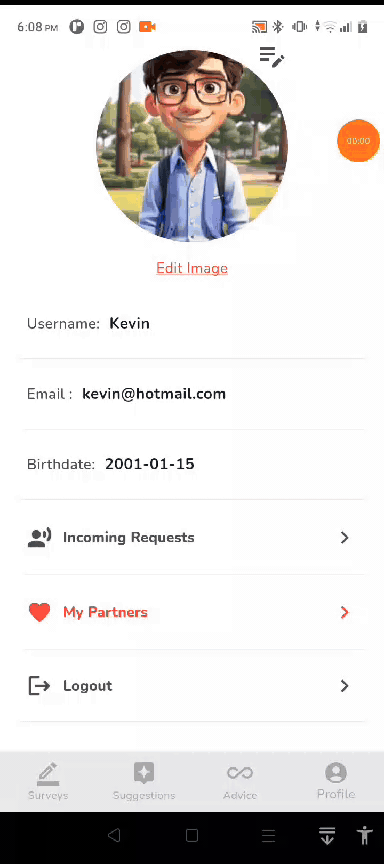 6:08 PM
00:00
Edit Image
Username: Kevin
Email : kevin@hotmail.com
Birthdate: 2001-01-15
Incoming Requests
My Partners
Logout
Surveys Suggestions Advice Profile